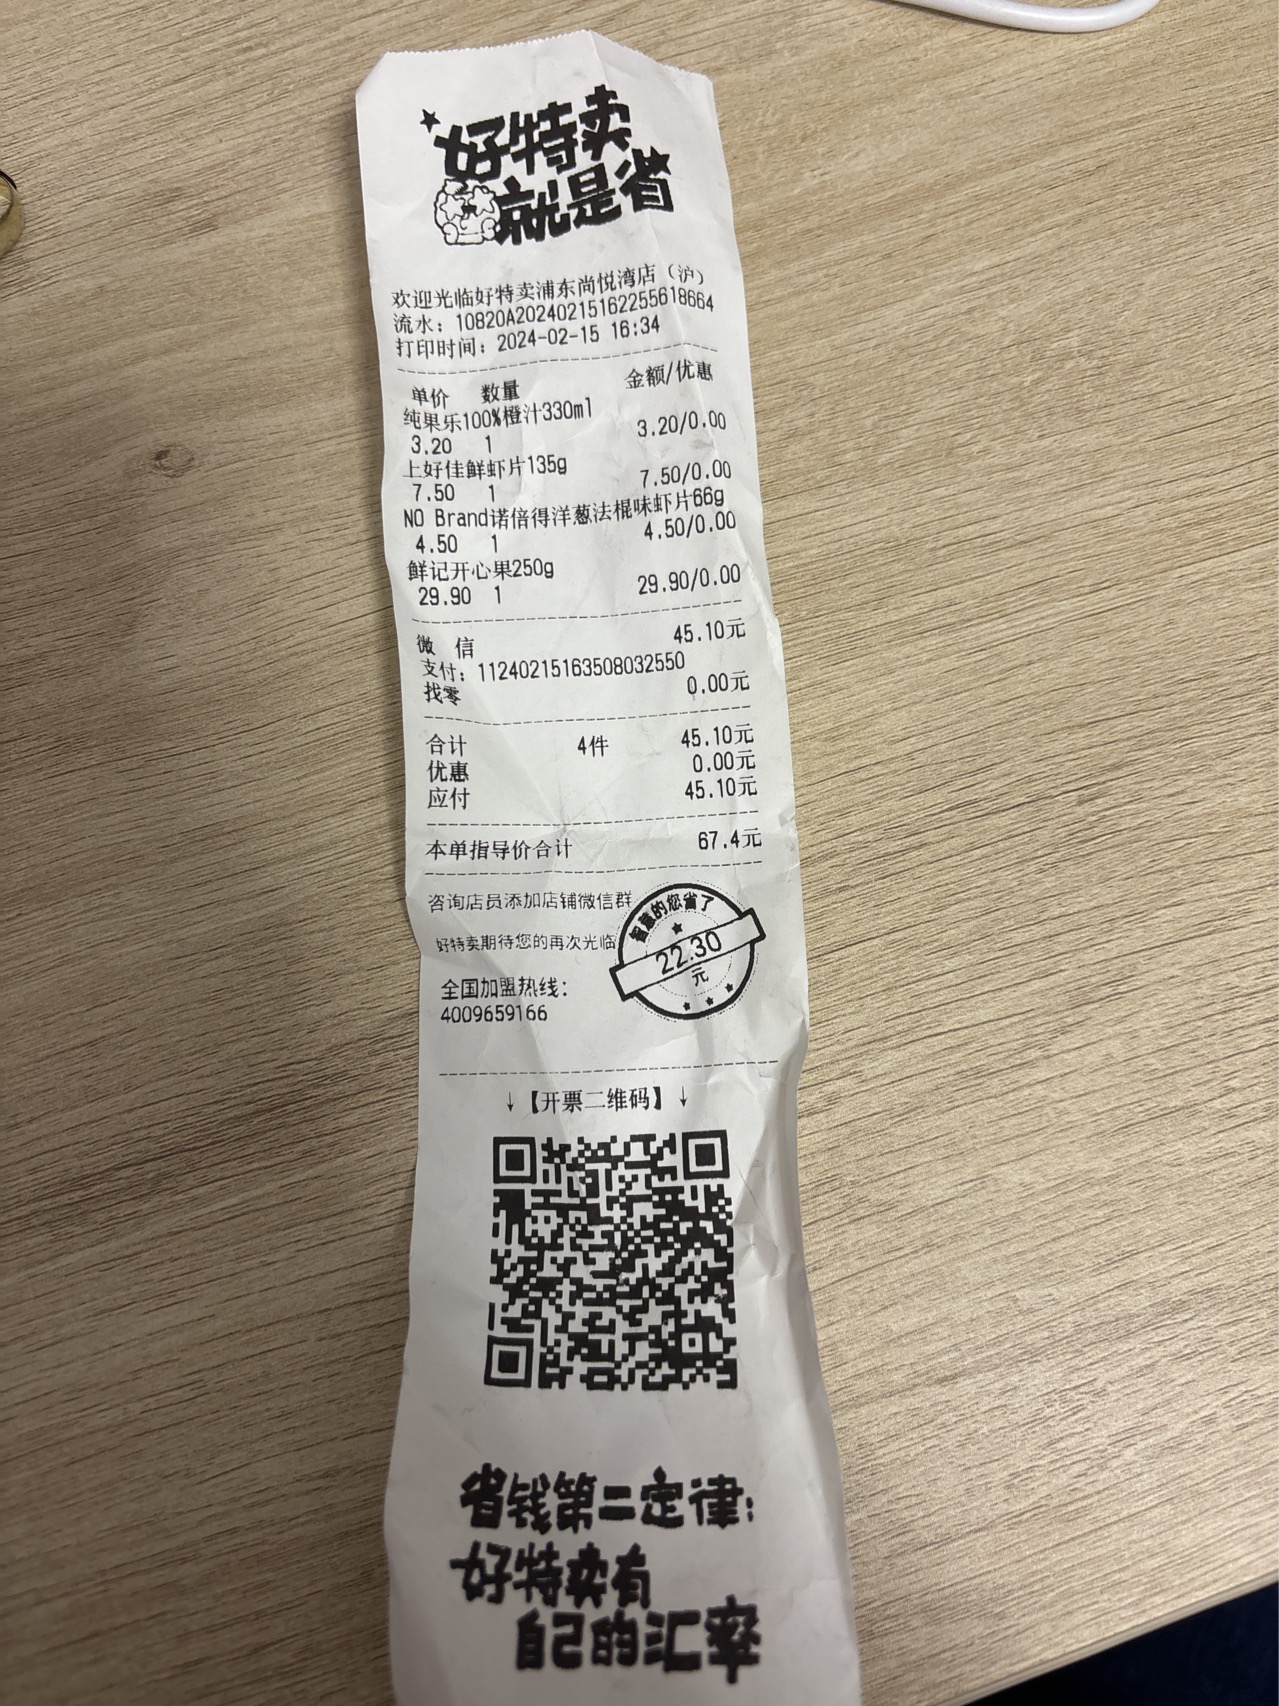 好特卖
就是省
欢迎光临好特卖浦东尚悦湾店（沪）
流水：10820A20240215162255618664
打印时间：2024-02-15 16:34
单价 数量 金额/优惠
纯果乐100%橙汁330ml
3.20 1 3.20/0.00
上好佳鲜虾片135g
7.50 1 7.50/0.00
NO Brand诺倍得洋葱法棍味虾片66g
4.50 1 4.50/0.00
鲜记开心果250g
29.90 1 29.90/0.00
微 信 45.10元
支付：11240215163508032550
找零 0.00元
合计 4件 45.10元
优惠 0.00元
应付 45.10元
本单指导价合计 67.4元
咨询店员添加店铺微信群
好特卖期待您的再次光临
智慧的您省了
22.30
元
全国加盟热线：
4009659166
↓【开票二维码】↓
省钱第二定律：
好特卖有
自己的汇率